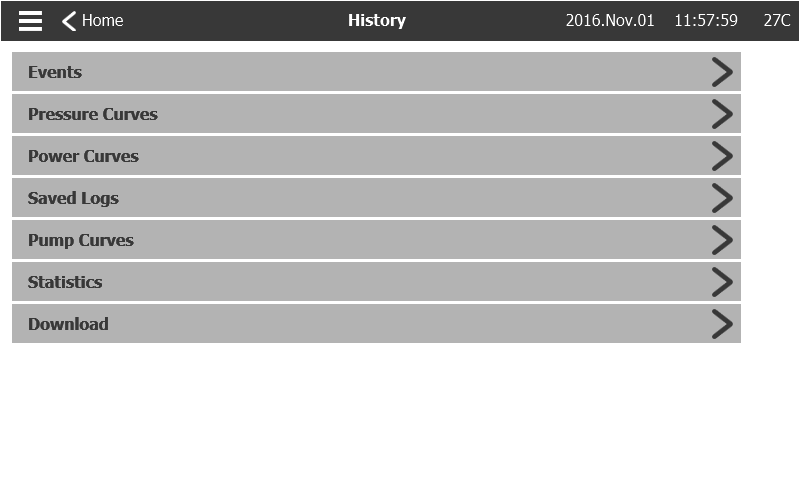 Home History 2016.Nov.01 11:57:59 27C
Events
Pressure Curves
Power Curves
Saved Logs
Pump Curves
Statistics
Download